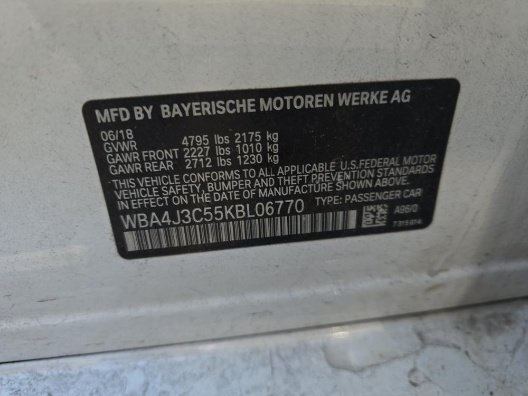 MFD BY BAYERISCHE MOTOREN WERKE AG
06/18
GVWR 4795 lbs 2175 kg
GAWR FRONT 2227 lbs 1010 kg
GAWR REAR 2712 lbs 1230 kg
THIS VEHICLE CONFORMS TO ALL APPLICABLE U.S.FEDERAL MOTOR
VEHICLE SAFETY, BUMPER, AND THEFT PREVENTION STANDARDS
IN EFFECT ON THE DATE OF MANUFACTURE SHOWN ABOVE.
WBA4J3C55KBL06770 TYPE: PASSENGER CAR
A96/0